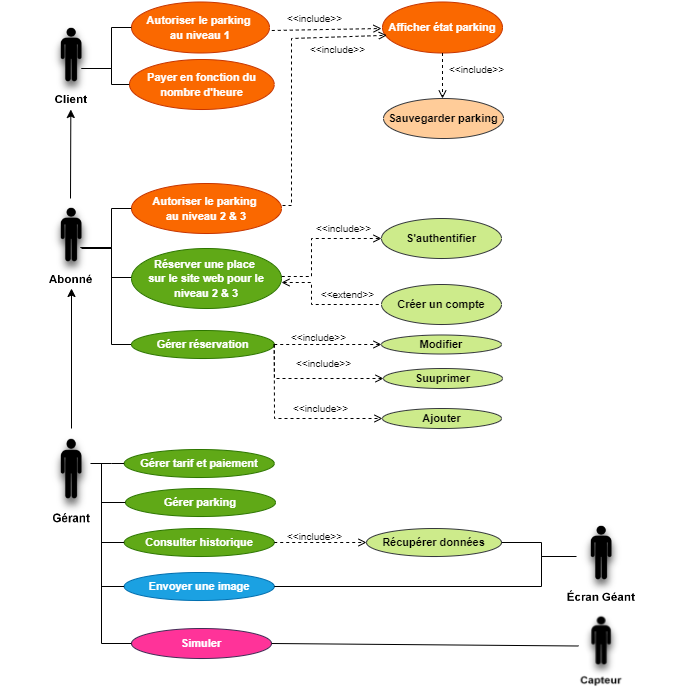 Autoriser le parking
au niveau 1
<<include>>
Afficher état parking
<<include>>
<<include>>
Client
Payer en fonction du
nombre d'heure
Sauvegarder parking
Autoriser le parking
au niveau 2 & 3
<<include>>
S'authentifier
Abonné
Réserver une place
sur le site web pour le
niveau 2 & 3
<<extend>>
Créer un compte
Gérer réservation
<<include>>
Modifier
<<include>>
Suuprimer
<<include>>
Ajouter
Gérant
Gérer tarif et paiement
Gérer parking
Consulter historique
<<include>>
Récupérer données
Envoyer une image
Écran Géant
Simuler
Capteur